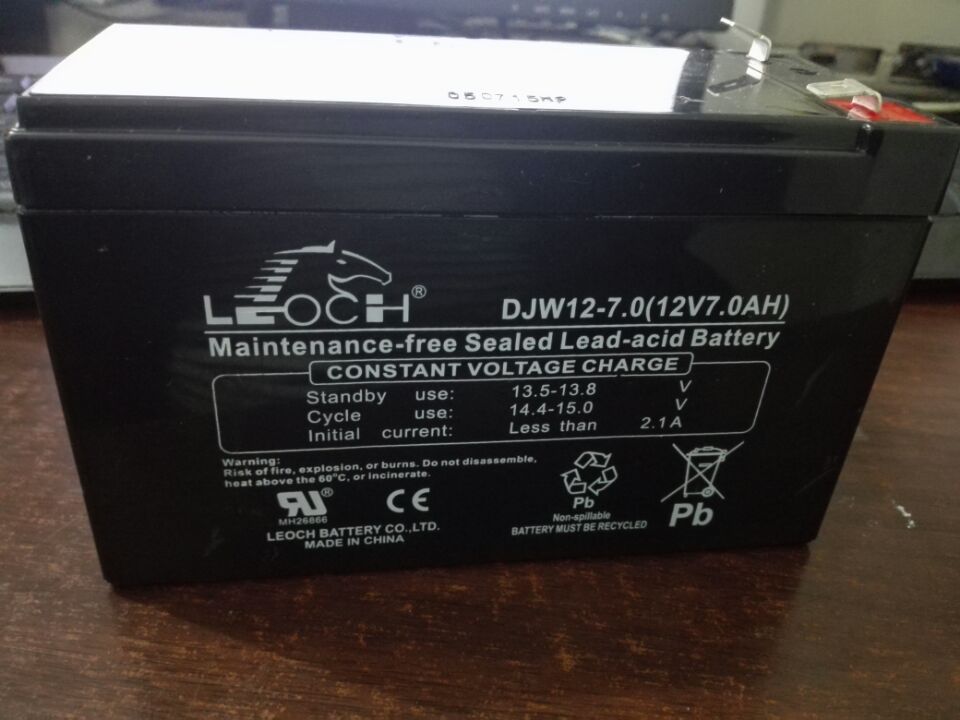 050715MP
LEOCH®
DJW12-7.0(12V7.0AH)
Maintenance-free Sealed Lead-acid Battery
CONSTANT VOLTAGE CHARGE
Standby use: 13.5-13.8 V
Cycle use: 14.4-15.0 V
Initial current: Less than 2.1A
Warning:
Risk of fire, explosion, or burns. Do not disassemble,
heat above the 60°C, or incinerate.
RU® CE
MH26866
LEOCH BATTERY CO.,LTD.
MADE IN CHINA
Pb
Non-spillable
BATTERY MUST BE RECYCLED
Pb